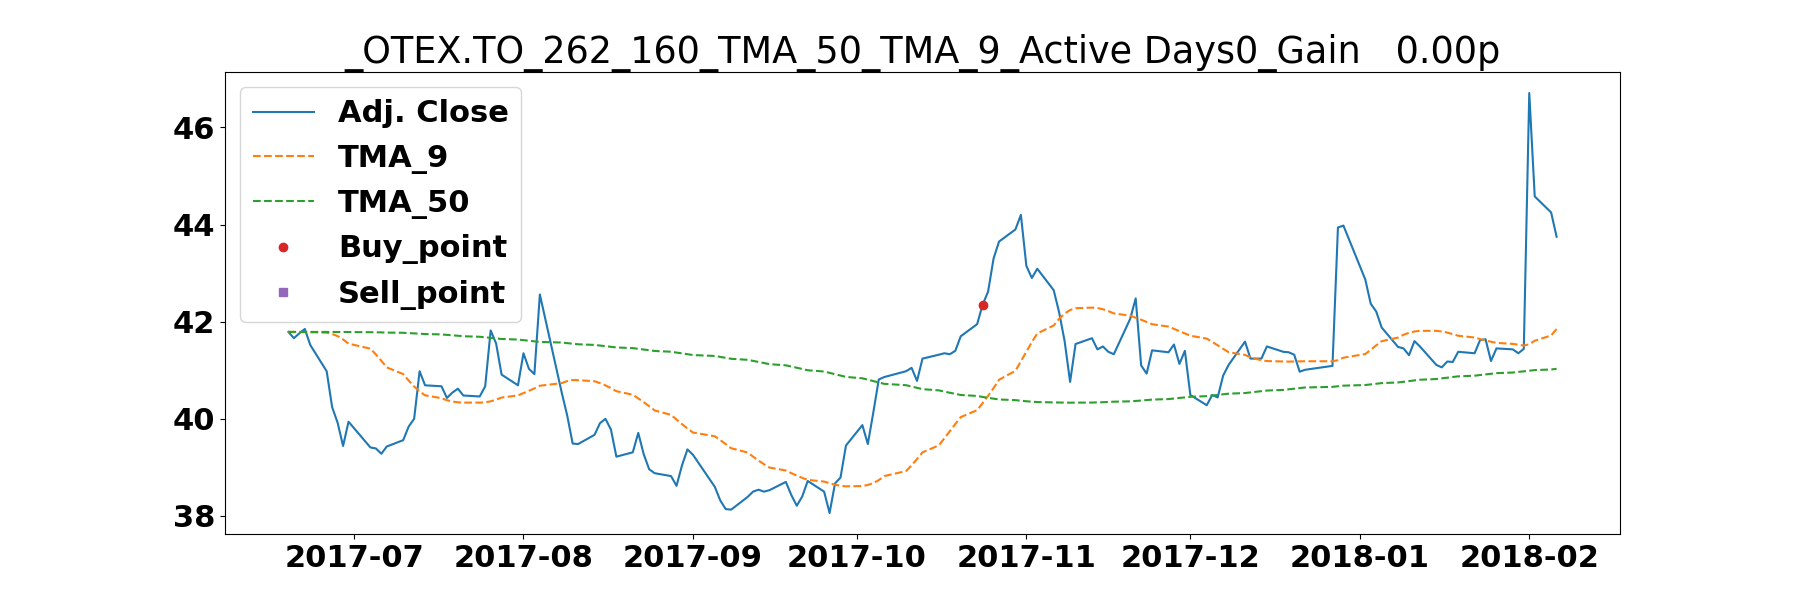 _OTEX.TO_262_160_TMA_50_TMA_9_Active Days0_Gain   0.00p
Adj. Close
TMA_9
TMA_50
Buy_point
Sell_point
46
44
42
40
38
2017-07 2017-08 2017-09 2017-10 2017-11 2017-12 2018-01 2018-02